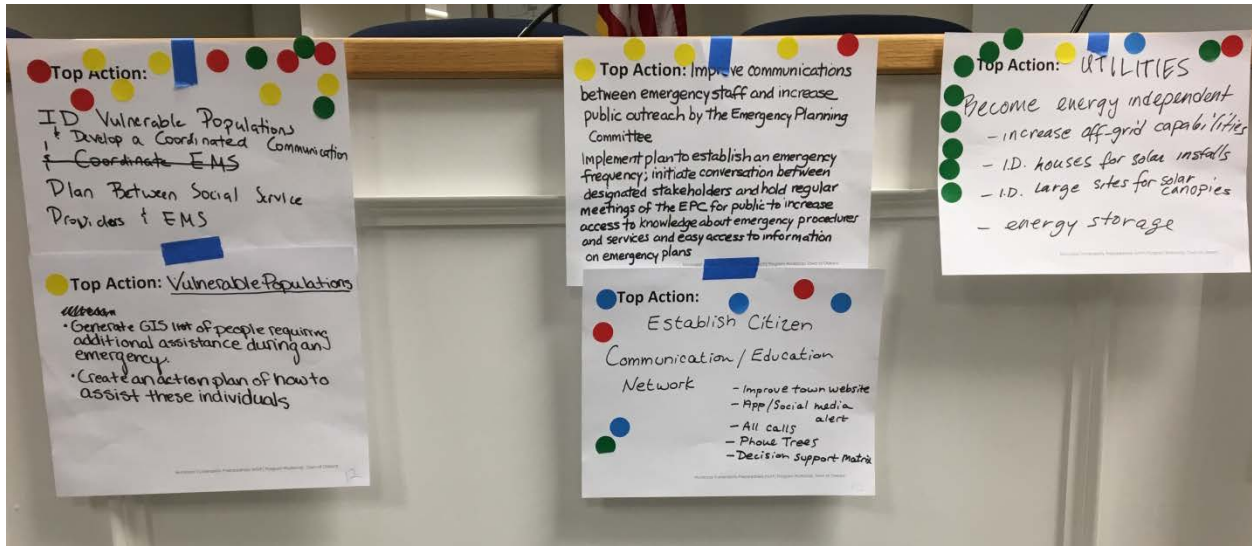 Top Action:
ID Vulnerable Populations
& Develop a Coordinated Communication
& Coordinate EMS
Plan Between Social Service
Providers & EMS
Top Action: Vulnerable Populations
• Generate GIS list of people requiring
additional assistance during an
emergency.
• Create an action plan of how to
assist these individuals
Top Action: Improve communications
between emergency staff and increase
public outreach by The Emergency Planning
Committee
Implement plan to establish an emergency
frequency; initiate conversation between
designated stakeholders and hold regular
meetings of the EPC for public to increase
access to knowledge about emergency procedures
and services and easy access to information
on emergency plans
Top Action:
Establish Citizen
Communication / Education
Network
- Improve town website
- App/Social media
alert
- All calls
- Phone Trees
- Decision Support Matrix
Top Action: UTILITIES
Become energy independent
- increase off-grid capabilities
- I.D. houses for solar installs
- I.D. Large sites for solar
canopies
- energy storage